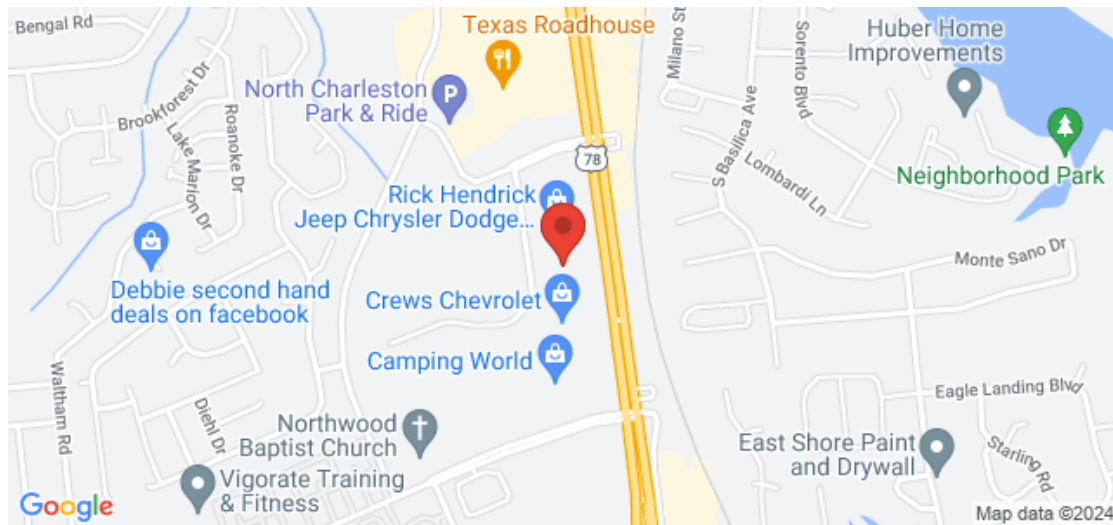 Bengal Rd
Texas Roadhouse
Milano St
Sorento Blvd
Huber Home
Improvements
Brookforest Dr
Roanoke Dr
Lake Marion Dr
North Charleston
Park & Ride
P
78
S Basilica Ave
Lombardi Ln
Neighborhood Park
Rick Hendrick
Jeep Chrysler Dodge...
Monte Sano Dr
Debbie second hand
deals on facebook
Crews Chevrolet
Camping World
Waltham Rd
Diehl Dr
Eagle Landing Blvd
Northwood
Baptist Church
East Shore Paint
and Drywall
Starling Rd
Vigorate Training
& Fitness
Google
Map data ©2024